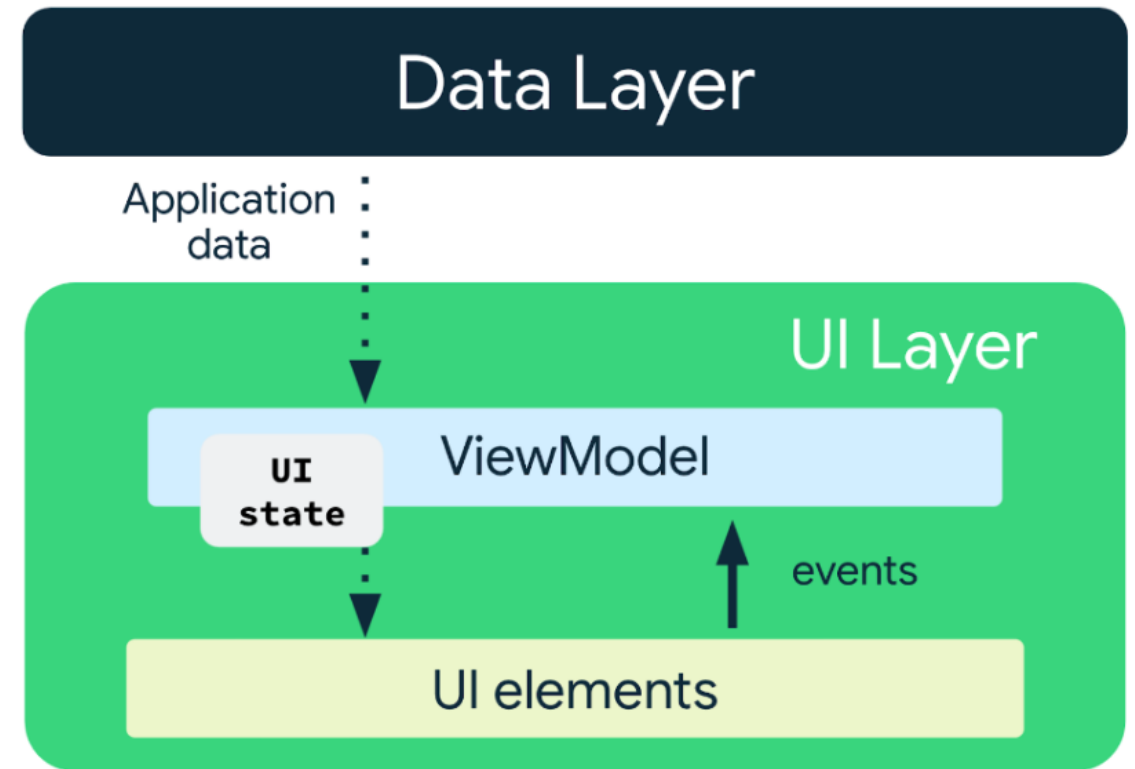 Data Layer
Application
data
UI Layer
ViewModel
UI
state
events
UI elements